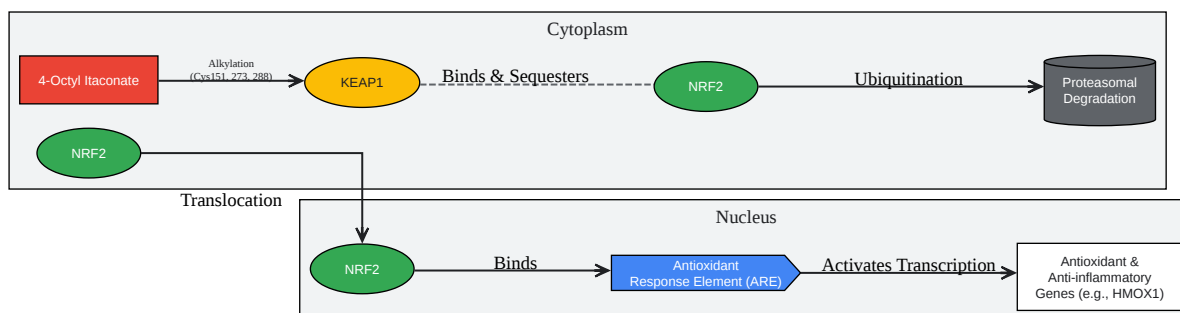 Cytoplasm
4-Octyl Itaconate
Alkylation
(Cys151, 273, 288)
KEAP1
Binds & Sequesters
NRF2
Ubiquitination
Proteasomal
Degradation
NRF2
Translocation
Nucleus
NRF2
Binds
Antioxidant
Response Element (ARE)
Activates Transcription
Antioxidant &
Anti-inflammatory
Genes (e.g., HMOX1)